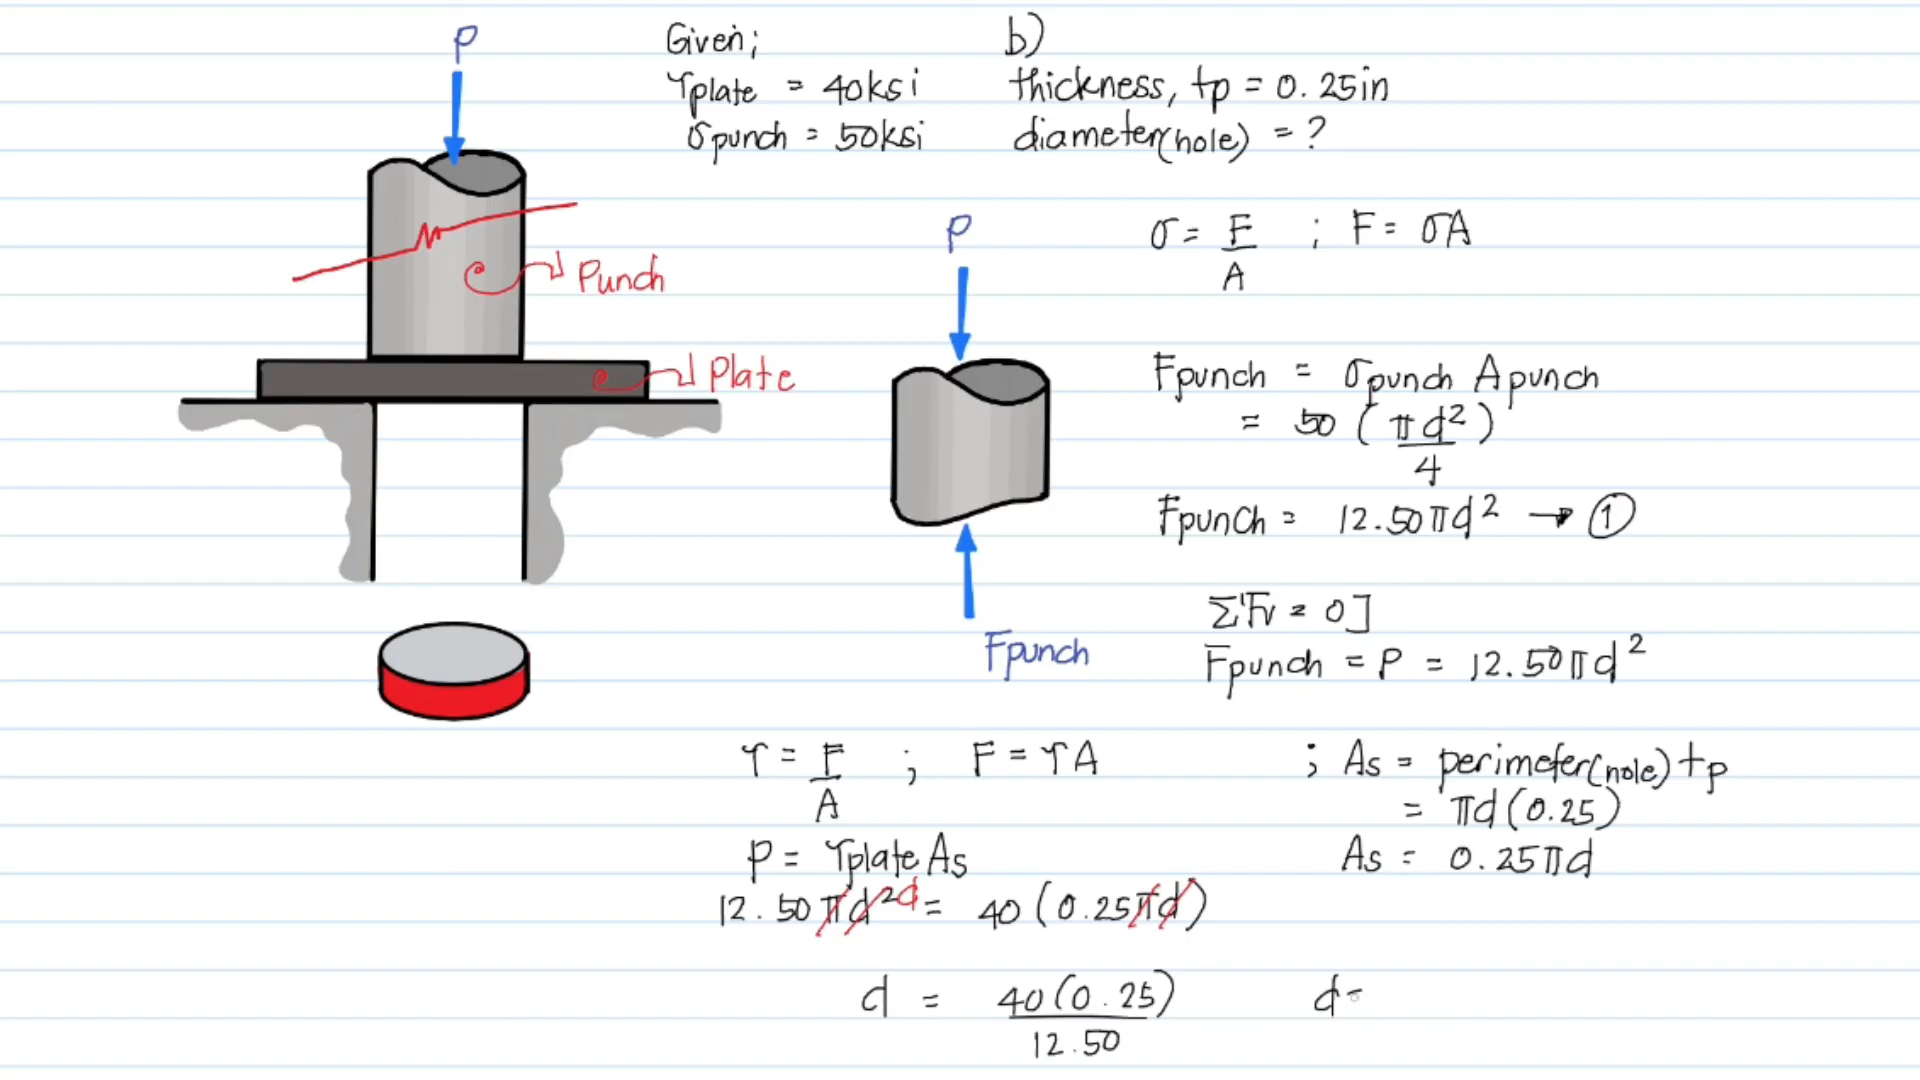 P
Given;
τplate = 40ksi
σpunch = 50ksi
b)
thickness, tp = 0.25in
diameter(hole) = ?
Punch
Plate
P
Fpunch
σ = F/A ; F = σA
Fpunch = σpunch Apunch
= 50 (πd²/4)
Fpunch = 12.50πd² → ①
ΣFv = 0]
Fpunch = P = 12.50πd²
τ = F/A ; F = τA ; As = perimeter(hole) tp
= πd(0.25)
P = τplate As
As = 0.25πd
12.50πd² d = 40(0.25πd)
d = 40(0.25)/12.50
d =